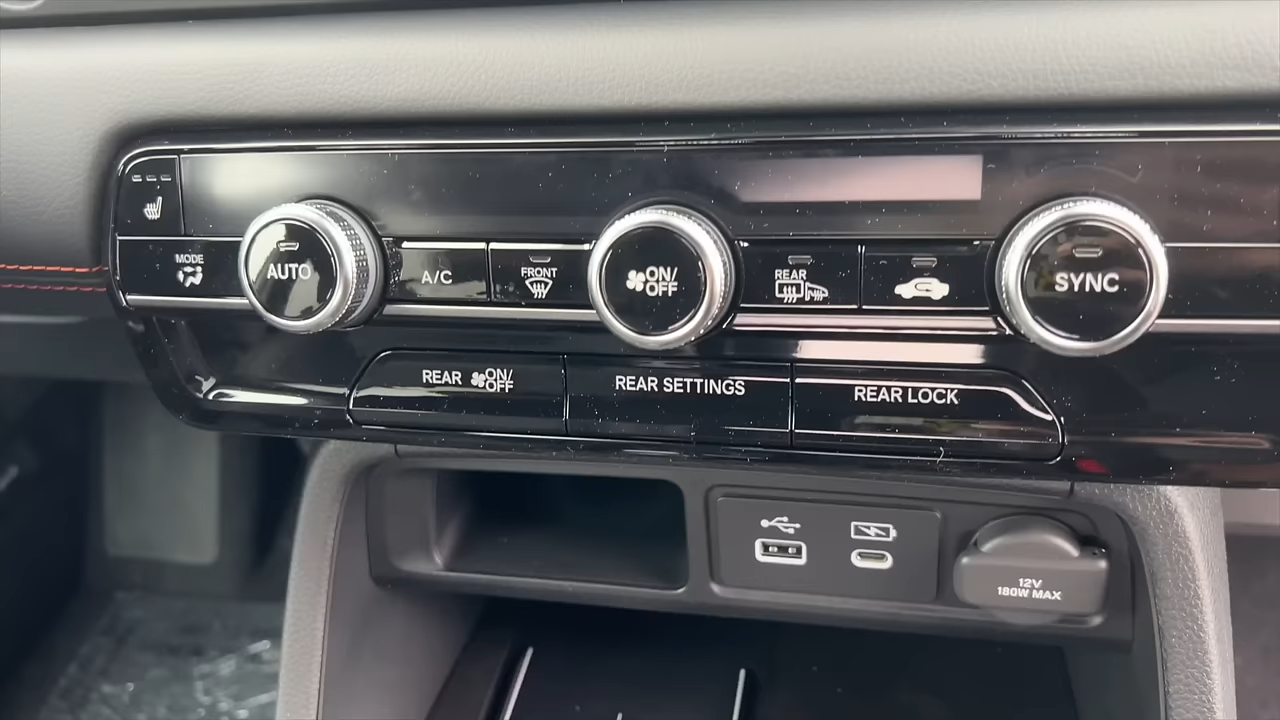 MODE
AUTO
A/C
FRONT
ON/
OFF
REAR
SYNC
REAR ON/
OFF
REAR SETTINGS
REAR LOCK
12V
180W MAX